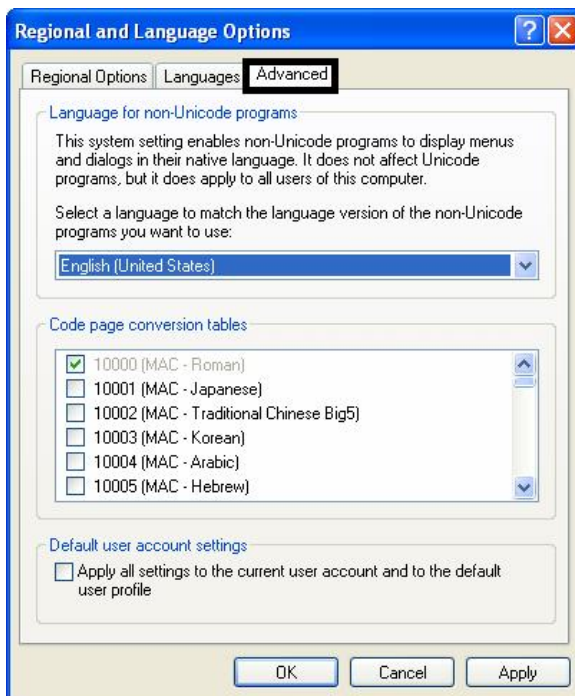 Regional and Language Options
Regional Options
Languages
Advanced
Language for non-Unicode programs
This system setting enables non-Unicode programs to display menus
and dialogs in their native language. It does not affect Unicode
programs, but it does apply to all users of this computer.
Select a language to match the language version of the non-Unicode
programs you want to use:
English (United States)
Code page conversion tables
10000 (MAC - Roman)
10001 (MAC - Japanese)
10002 (MAC - Traditional Chinese Big5)
10003 (MAC - Korean)
10004 (MAC - Arabic)
10005 (MAC - Hebrew)
Default user account settings
Apply all settings to the current user account and to the default
user profile
OK
Cancel
Apply